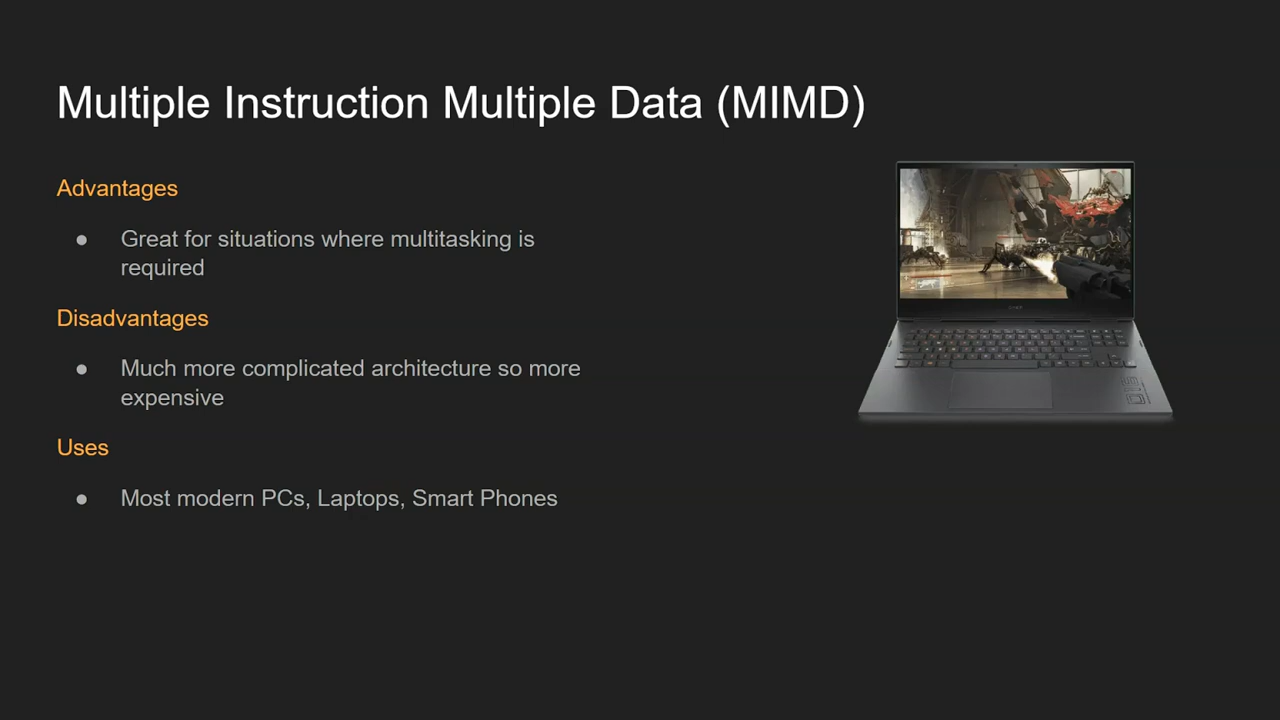 Multiple Instruction Multiple Data (MIMD)
Advantages
● Great for situations where multitasking is
required
Disadvantages
● Much more complicated architecture so more
expensive
Uses
● Most modern PCs, Laptops, Smart Phones